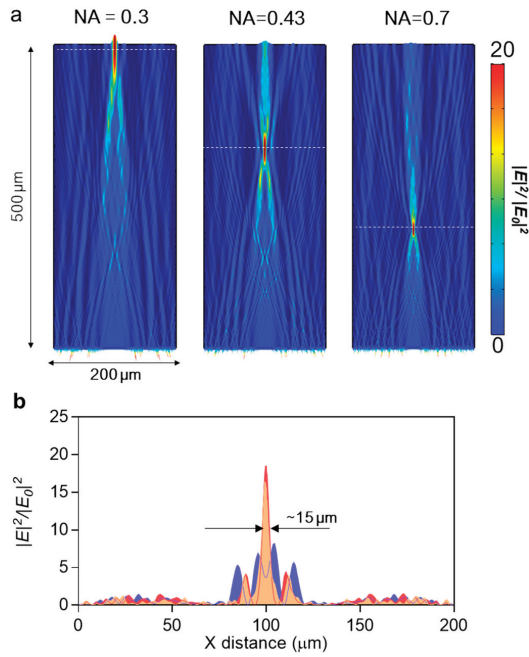 a
NA = 0.3
NA=0.43
NA=0.7
500 µm
200 µm
20
|E|²/|E₀|²
0
b
25
20
15
10
5
0
|E|²/|E₀|²
~15 µm
0
50
100
150
200
X distance (µm)